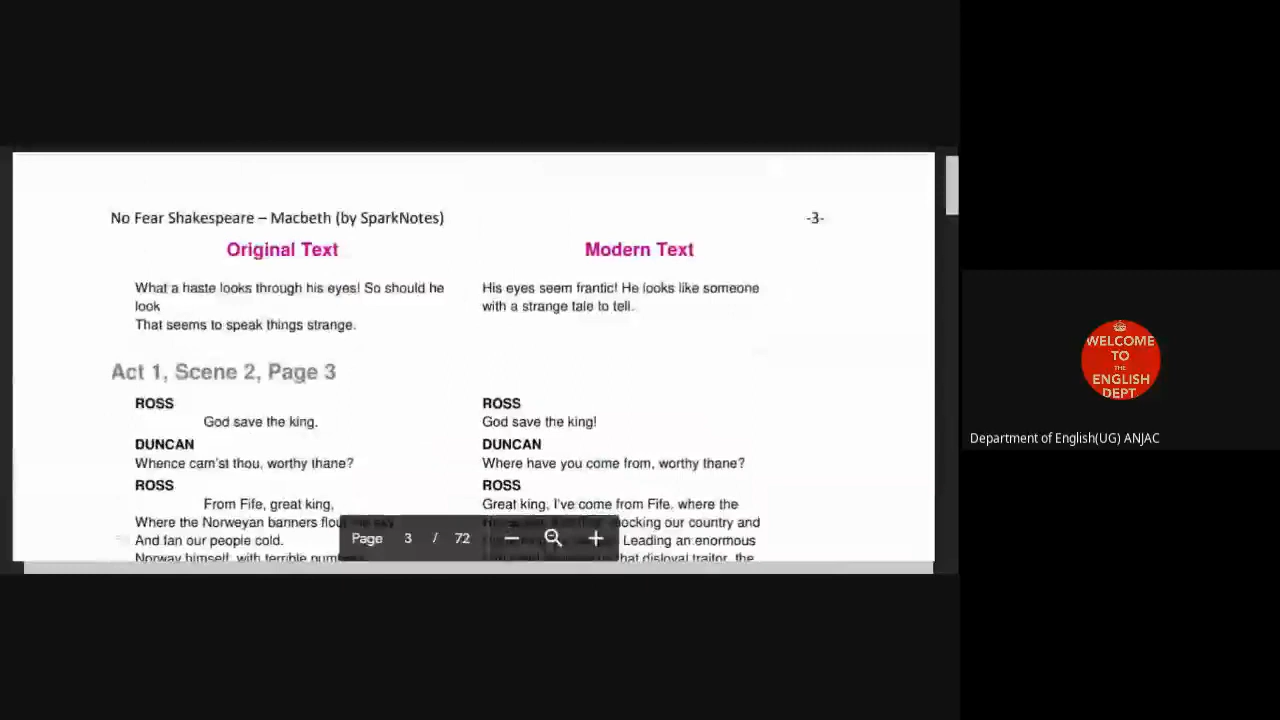 No Fear Shakespeare – Macbeth (by SparkNotes)
-3-
Original Text
Modern Text
What a haste looks through his eyes! So should he
look
That seems to speak things strange.
His eyes seem frantic! He looks like someone
with a strange tale to tell.
Act 1, Scene 2, Page 3
ROSS
God save the king.
DUNCAN
Whence cam'st thou, worthy thane?
ROSS
From Fife, great king,
Where the Norweyan banners flout the sky
And fan our people cold.
Norway himself, with terrible numbers
ROSS
God save the king!
DUNCAN
Where have you come from, worthy thane?
ROSS
Great king, I've come from Fife, where the
mocking our country and
Leading an enormous
that disloyal traitor, the
Page 3 / 72
WELCOME
TO
THE
ENGLISH
DEPT.
Department of English(UG) ANJAC